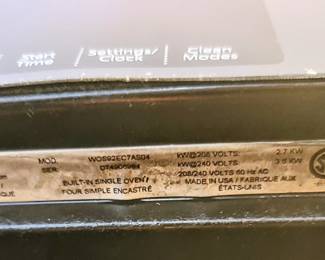 Start Time
Settings/ Clock
Clean Modes
MOD. WOS92EC7AS04 KW@208 VOLTS. 2.7 KW
SER. KW@240 VOLTS. 3.6 KW
208/240 VOLTS 60 Hz AC
BUILT-IN SINGLE OVEN / MADE IN USA / FABRIQUE AUX
FOUR SIMPLE ENCASTRÉ ÉTATS-UNIS